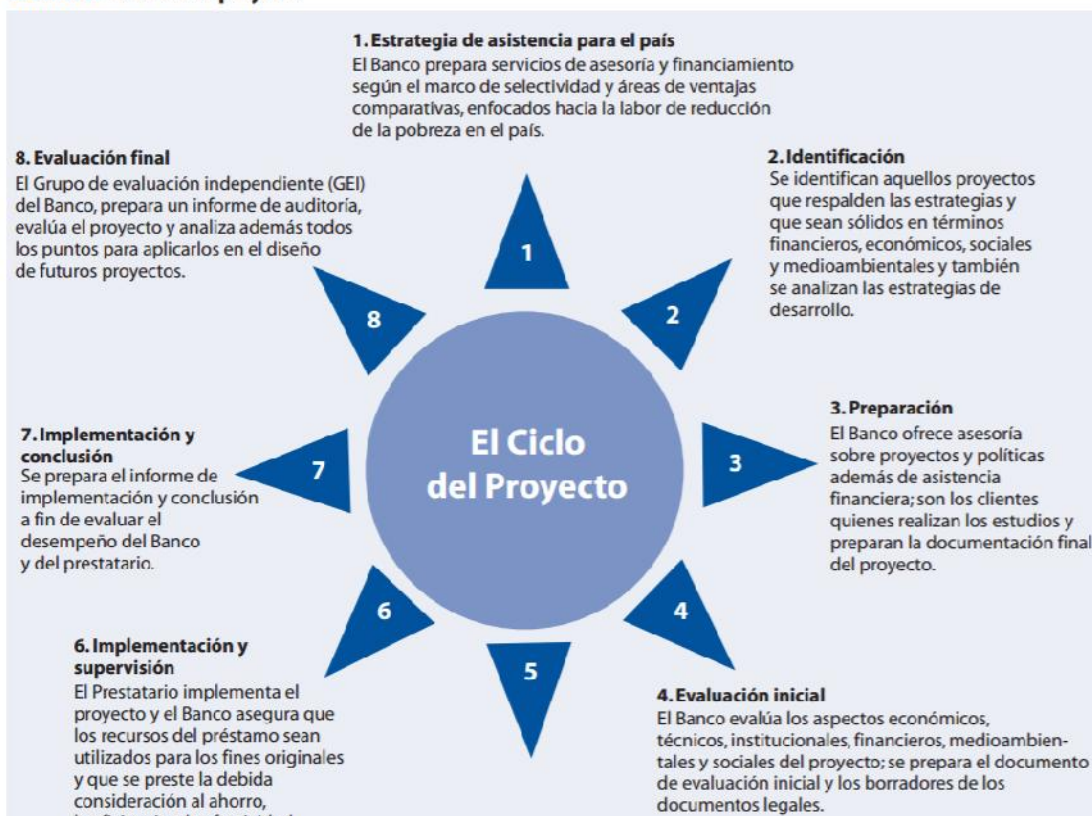 1. Estrategia de asistencia para el país
El Banco prepara servicios de asesoría y financiamiento
según el marco de selectividad y áreas de ventajas
comparativas, enfocados hacia la labor de reducción
de la pobreza en el país.
2. Identificación
Se identifican aquellos proyectos
que respalden las estrategias y
que sean sólidos en términos
financieros, económicos, sociales
y medioambientales y también
se analizan las estrategias de
desarrollo.
3. Preparación
El Banco ofrece asesoría
sobre proyectos y políticas
además de asistencia
financiera; son los clientes
quienes realizan los estudios y
preparan la documentación final
del proyecto.
4. Evaluación inicial
El Banco evalúa los aspectos económicos,
técnicos, institucionales, financieros, medioambien-
tales y sociales del proyecto; se prepara el documento
de evaluación inicial y los borradores de los
documentos legales.
6. Implementación y
supervisión
El Prestatario implementa el
proyecto y el Banco asegura que
los recursos del préstamo sean
utilizados para los fines originales
y que se preste la debida
consideración al ahorro,
7. Implementación y
conclusión
Se prepara el informe de
implementación y conclusión
a fin de evaluar el
desempeño del Banco
y del prestatario.
8. Evaluación final
El Grupo de evaluación independiente (GEI)
del Banco, prepara un informe de auditoría,
evalúa el proyecto y analiza además todos
los puntos para aplicarlos en el diseño
de futuros proyectos.
1
2
3
4
5
6
7
8
El Ciclo
del Proyecto